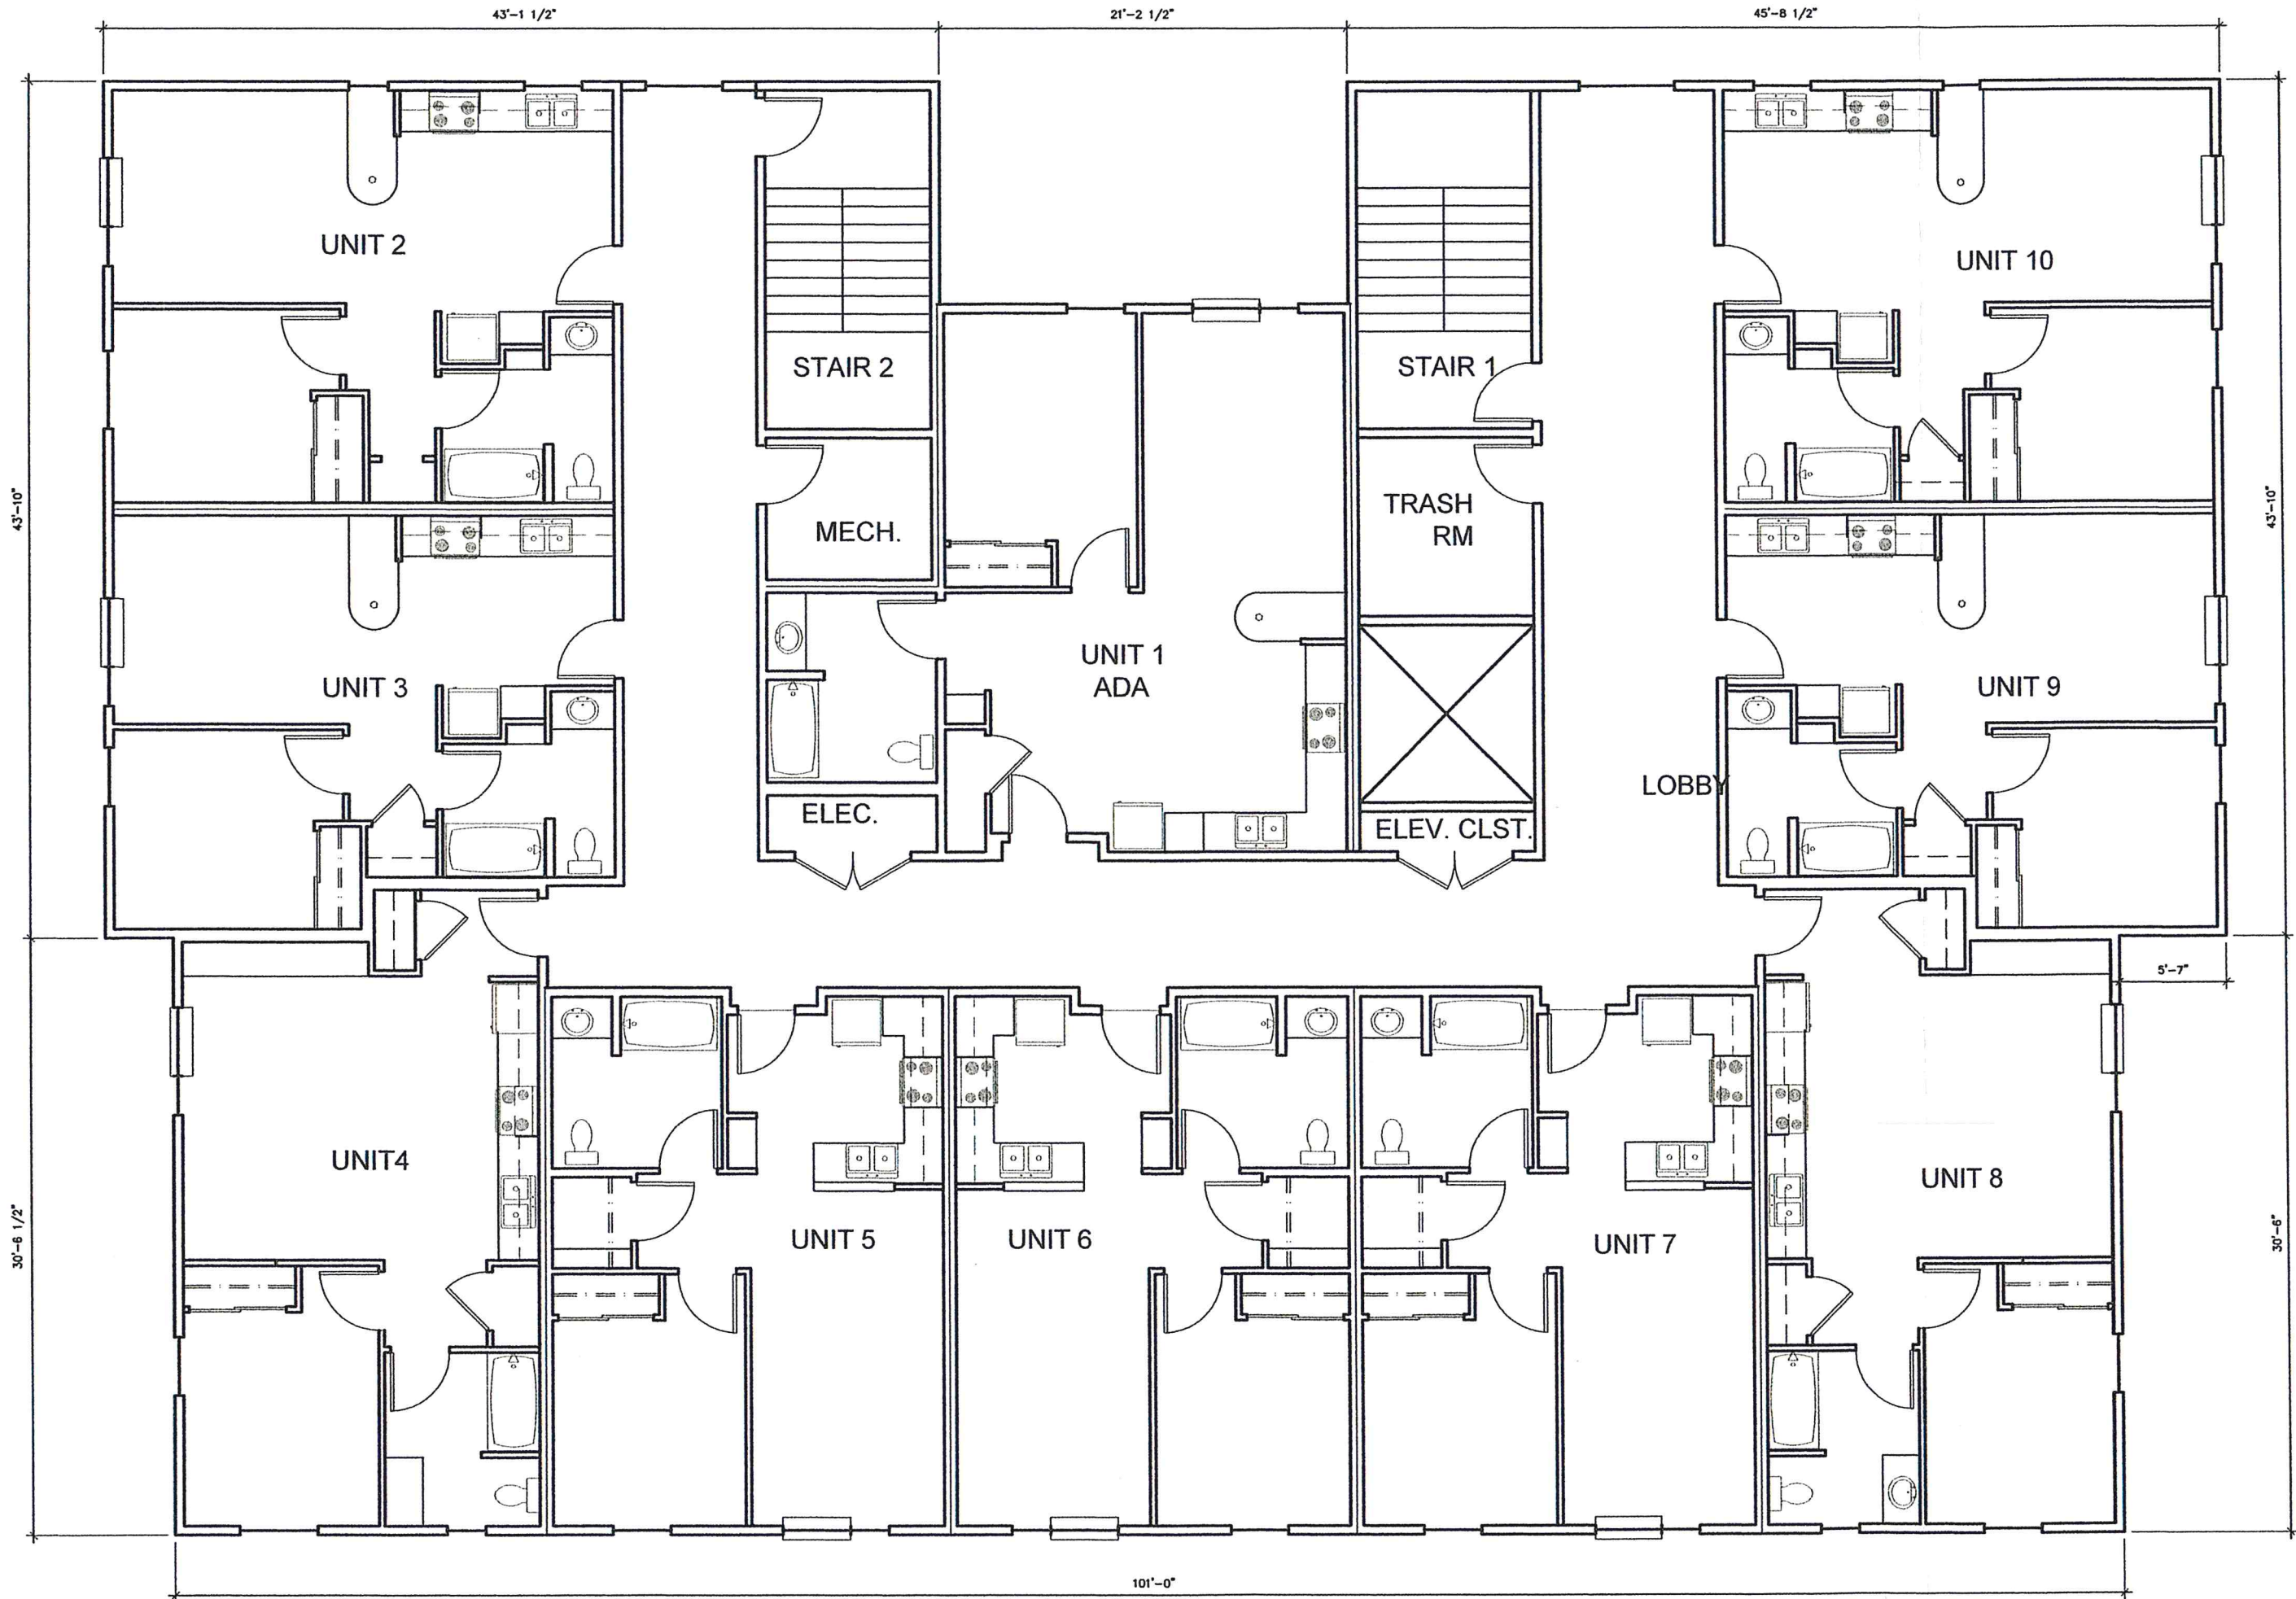 43'-1 1/2"
21'-2 1/2"
45'-8 1/2"
UNIT 2
UNIT 10
STAIR 2
STAIR 1
43'-10"
43'-10"
TRASH
RM
MECH.
UNIT 1
ADA
UNIT 3
UNIT 9
LOBBY
ELEC.
ELEV. CLST.
5'-7"
UNIT4
UNIT 8
UNIT 5
UNIT 6
UNIT 7
30'-6 1/2"
30'-6"
101'-0"